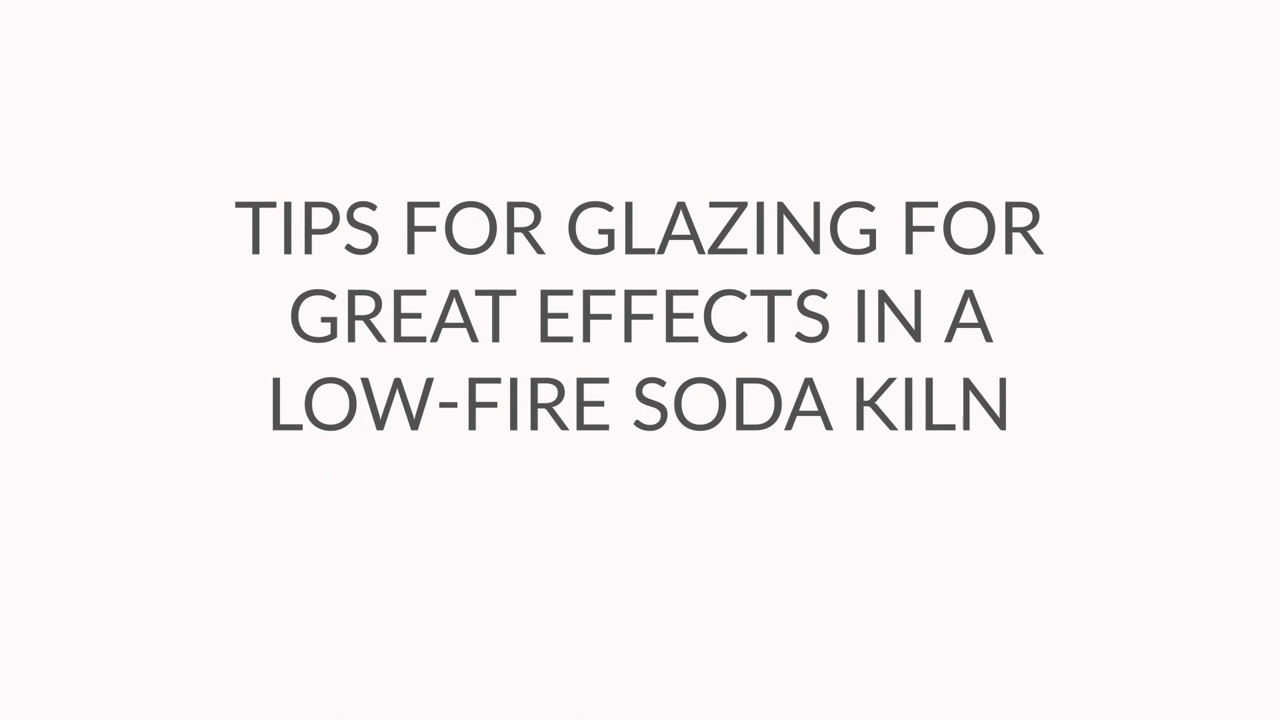 TIPS FOR GLAZING FOR
GREAT EFFECTS IN A
LOW-FIRE SODA KILN